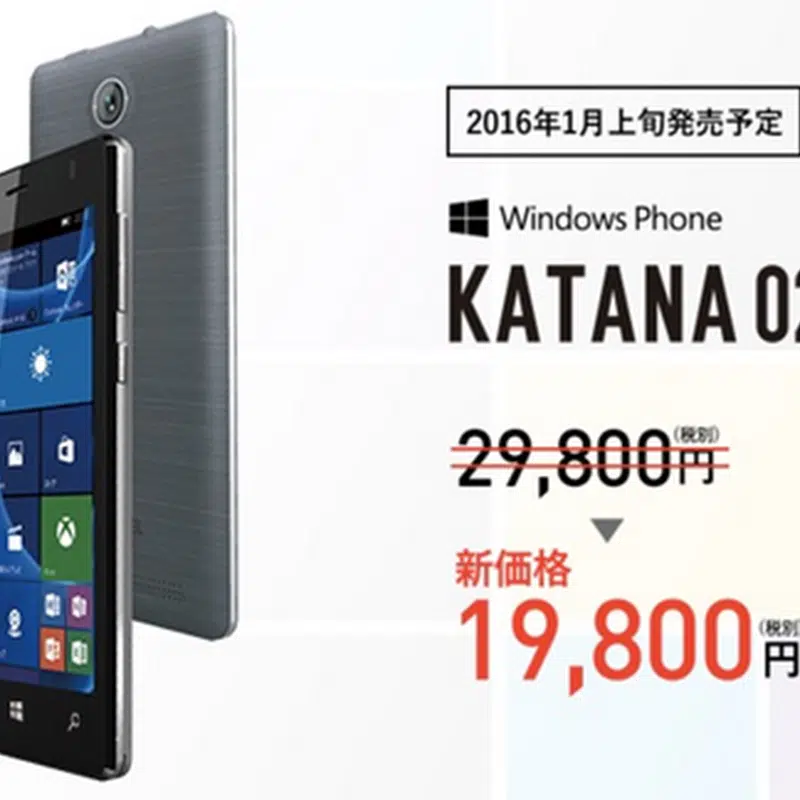 2016年1月上旬発売予定
Windows Phone
KATANA 02
29,800円
(税別)
新価格
19,800円
(税別)